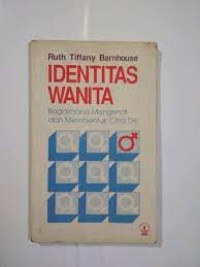 Ruth Tiffany Barnhouse
IDENTITAS
WANITA
Bagaimana Mengenal
dan Membentuk Citra Diri